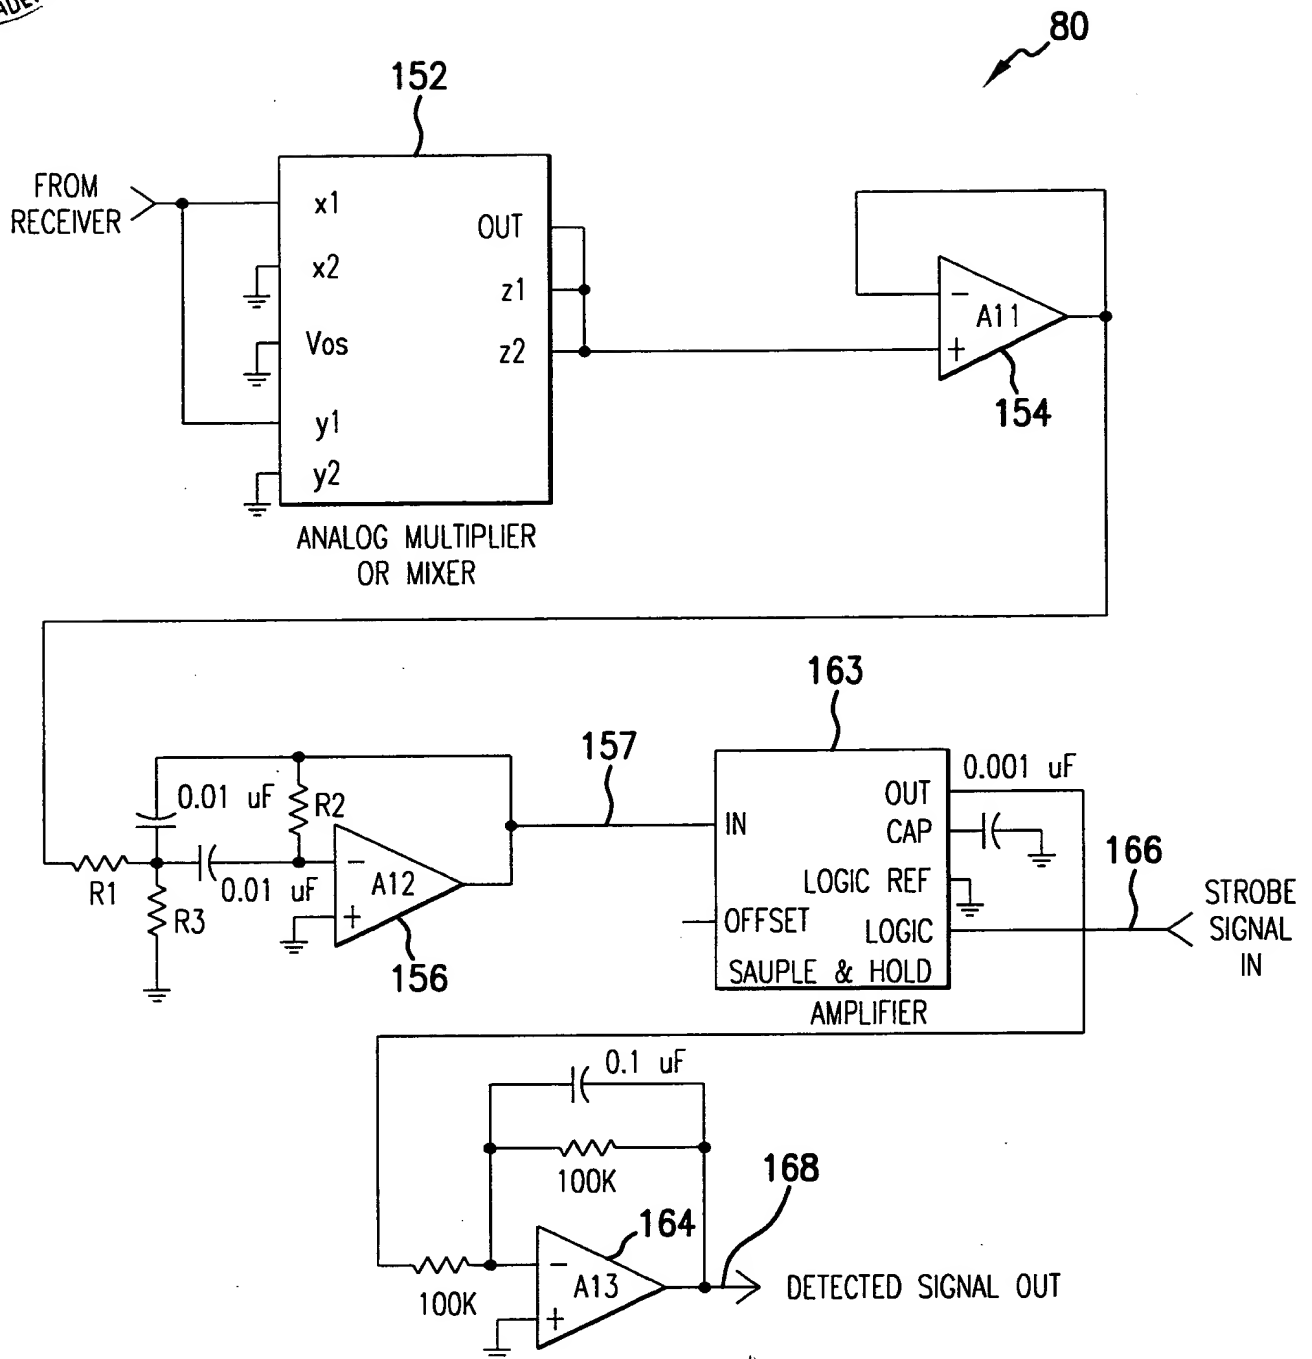 80
152
FROM
RECEIVER
x1
x2
Vos
y1
y2
OUT
z1
z2
ANALOG MULTIPLIER
OR MIXER
−
A11
+
154
163
157
0.01 uF
R2
R1
0.01 uF
R3
−
A12
+
156
IN
OFFSET
OUT
CAP
LOGIC REF
LOGIC
SAUPLE & HOLD
AMPLIFIER
0.001 uF
166
STROBE
SIGNAL
IN
0.1 uF
100K
168
164
100K
−
A13
+
DETECTED SIGNAL OUT